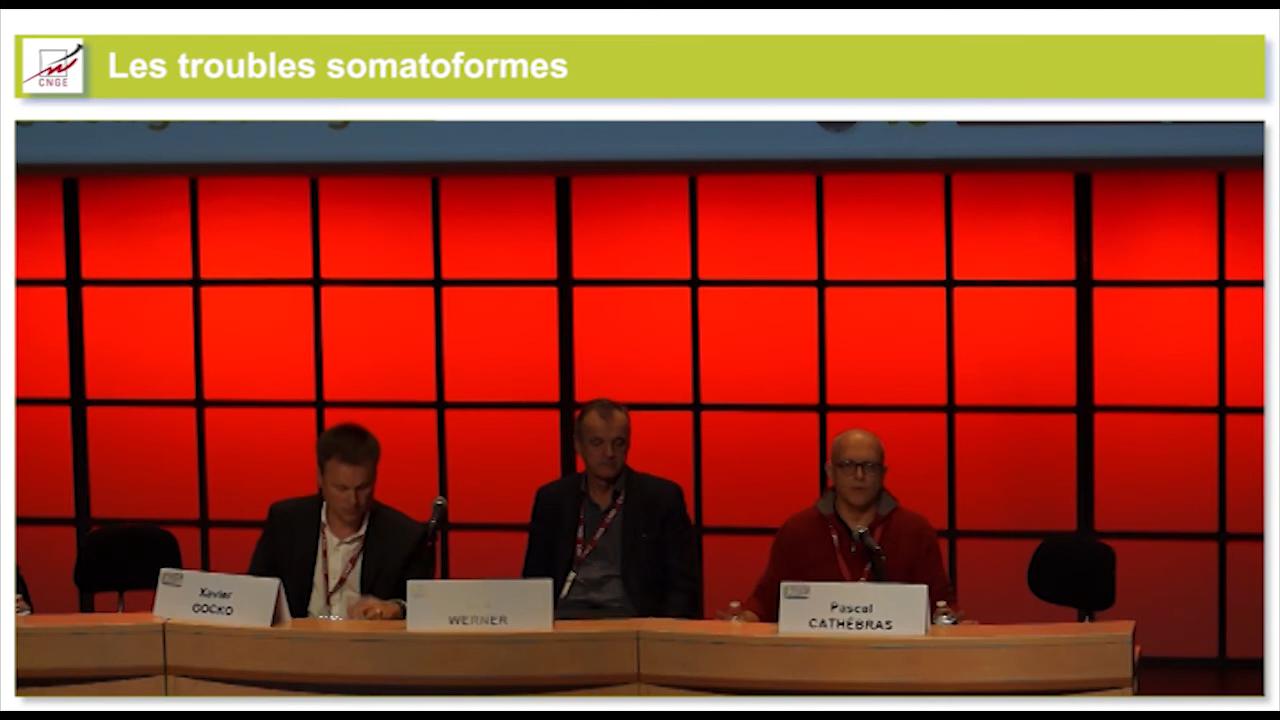 CNGE
Les troubles somatoformes
Xavier
GOCKO
WERNER
Pascal
CATHÉBRAS